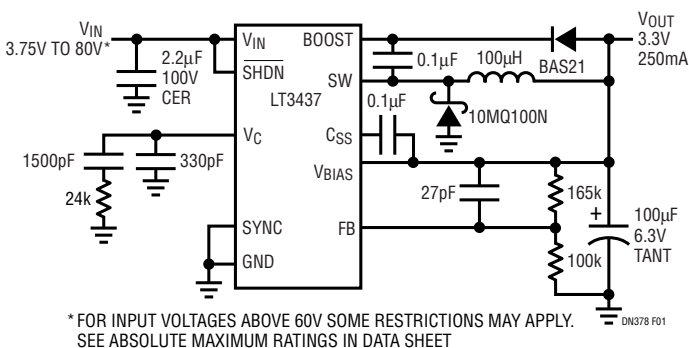 VIN
3.75V TO 80V*
2.2µF
100V
CER
VIN
SHDN
LT3437
BOOST
SW
0.1µF
100µH
BAS21
VOUT
3.3V
250mA
10MQ100N
0.1µF
CSS
VC
1500pF
330pF
24k
VBIAS
27pF
165k
100k
+
100µF
6.3V
TANT
SYNC
GND
FB
DN378 F01
*FOR INPUT VOLTAGES ABOVE 60V SOME RESTRICTIONS MAY APPLY.
SEE ABSOLUTE MAXIMUM RATINGS IN DATA SHEET